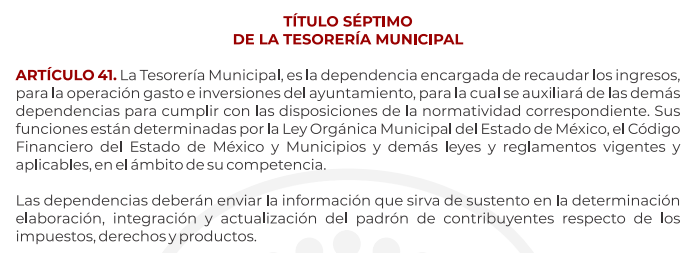 TÍTULO SÉPTIMO
DE LA TESORERÍA MUNICIPAL
ARTÍCULO 41. La Tesorería Municipal, es la dependencia encargada de recaudar los ingresos,
para la operación gasto e inversiones del ayuntamiento, para la cual se auxiliará de las demás
dependencias para cumplir con las disposiciones de la normatividad correspondiente. Sus
funciones están determinadas por la Ley Orgánica Municipal del Estado de México, el Código
Financiero del Estado de México y Municipios y demás leyes y reglamentos vigentes y
aplicables, en el ámbito de su competencia.
Las dependencias deberán enviar la información que sirva de sustento en la determinación
elaboración, integración y actualización del padrón de contribuyentes respecto de los
impuestos, derechos y productos.